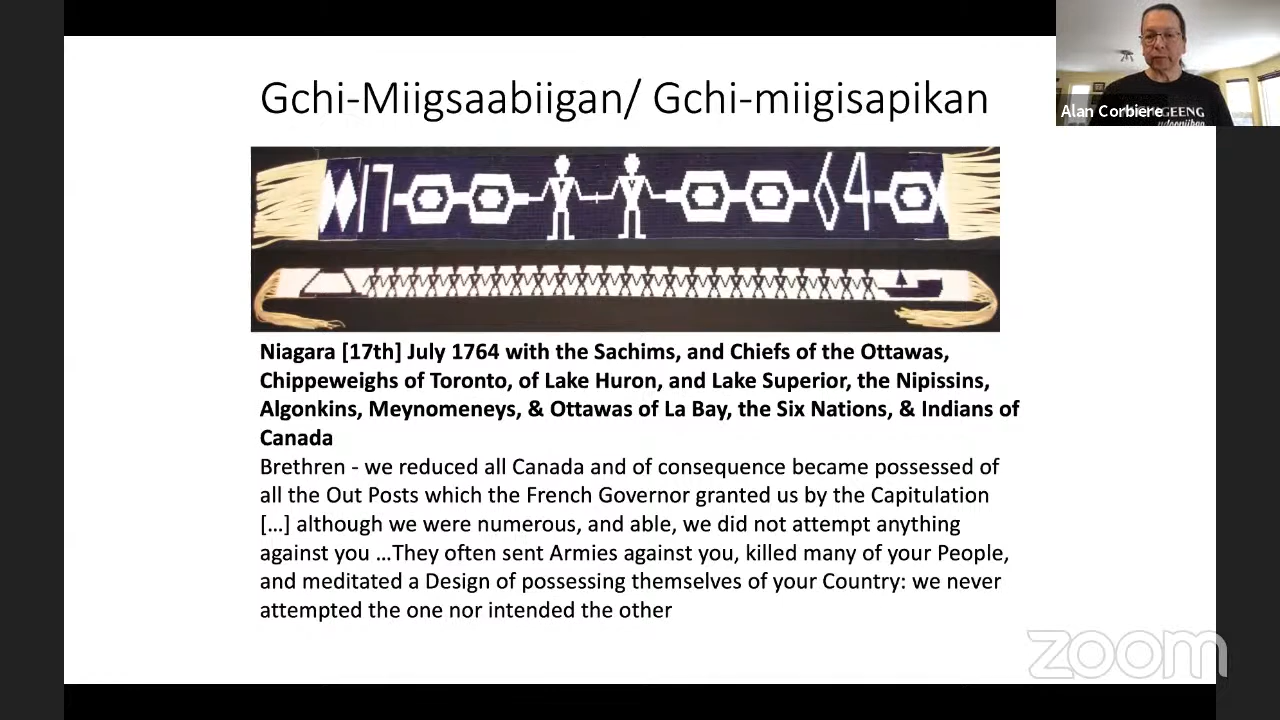 Gchi-Miigsaabiigan/ Gchi-miigisapikan
17 64
Niagara [17th] July 1764 with the Sachims, and Chiefs of the Ottawas,
Chippeweighs of Toronto, of Lake Huron, and Lake Superior, the Nipissins,
Algonkins, Meynomeneys, & Ottawas of La Bay, the Six Nations, & Indians of
Canada
Brethren - we reduced all Canada and of consequence became possessed of
all the Out Posts which the French Governor granted us by the Capitulation
[…] although we were numerous, and able, we did not attempt anything
against you …They often sent Armies against you, killed many of your People,
and meditated a Design of possessing themselves of your Country: we never
attempted the one nor intended the other
Alan Corbiere
zoom